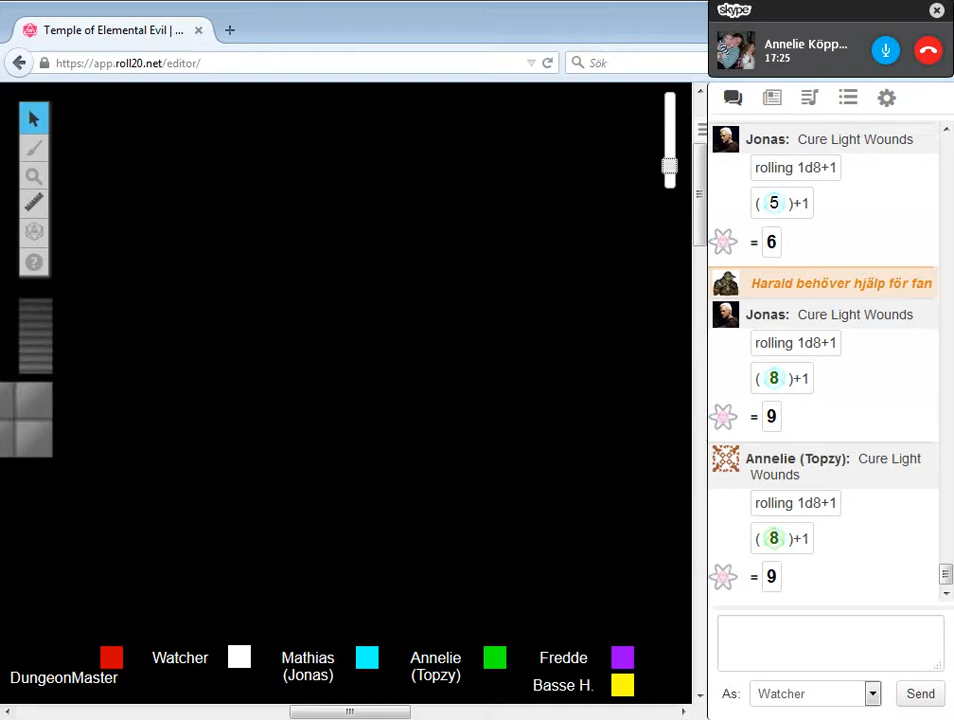 skype
Temple of Elemental Evil | ...
Annelie Köpp...
17:25
https://app.roll20.net/editor/
Sök
Jonas: Cure Light Wounds
rolling 1d8+1
( 5 )+1
= 6
Harald behöver hjälp för fan
Jonas: Cure Light Wounds
rolling 1d8+1
( 8 )+1
= 9
Annelie (Topzy): Cure Light
Wounds
rolling 1d8+1
( 8 )+1
= 9
DungeonMaster
Watcher
Mathias
(Jonas)
Annelie
(Topzy)
Fredde
Basse H.
As: Watcher Send